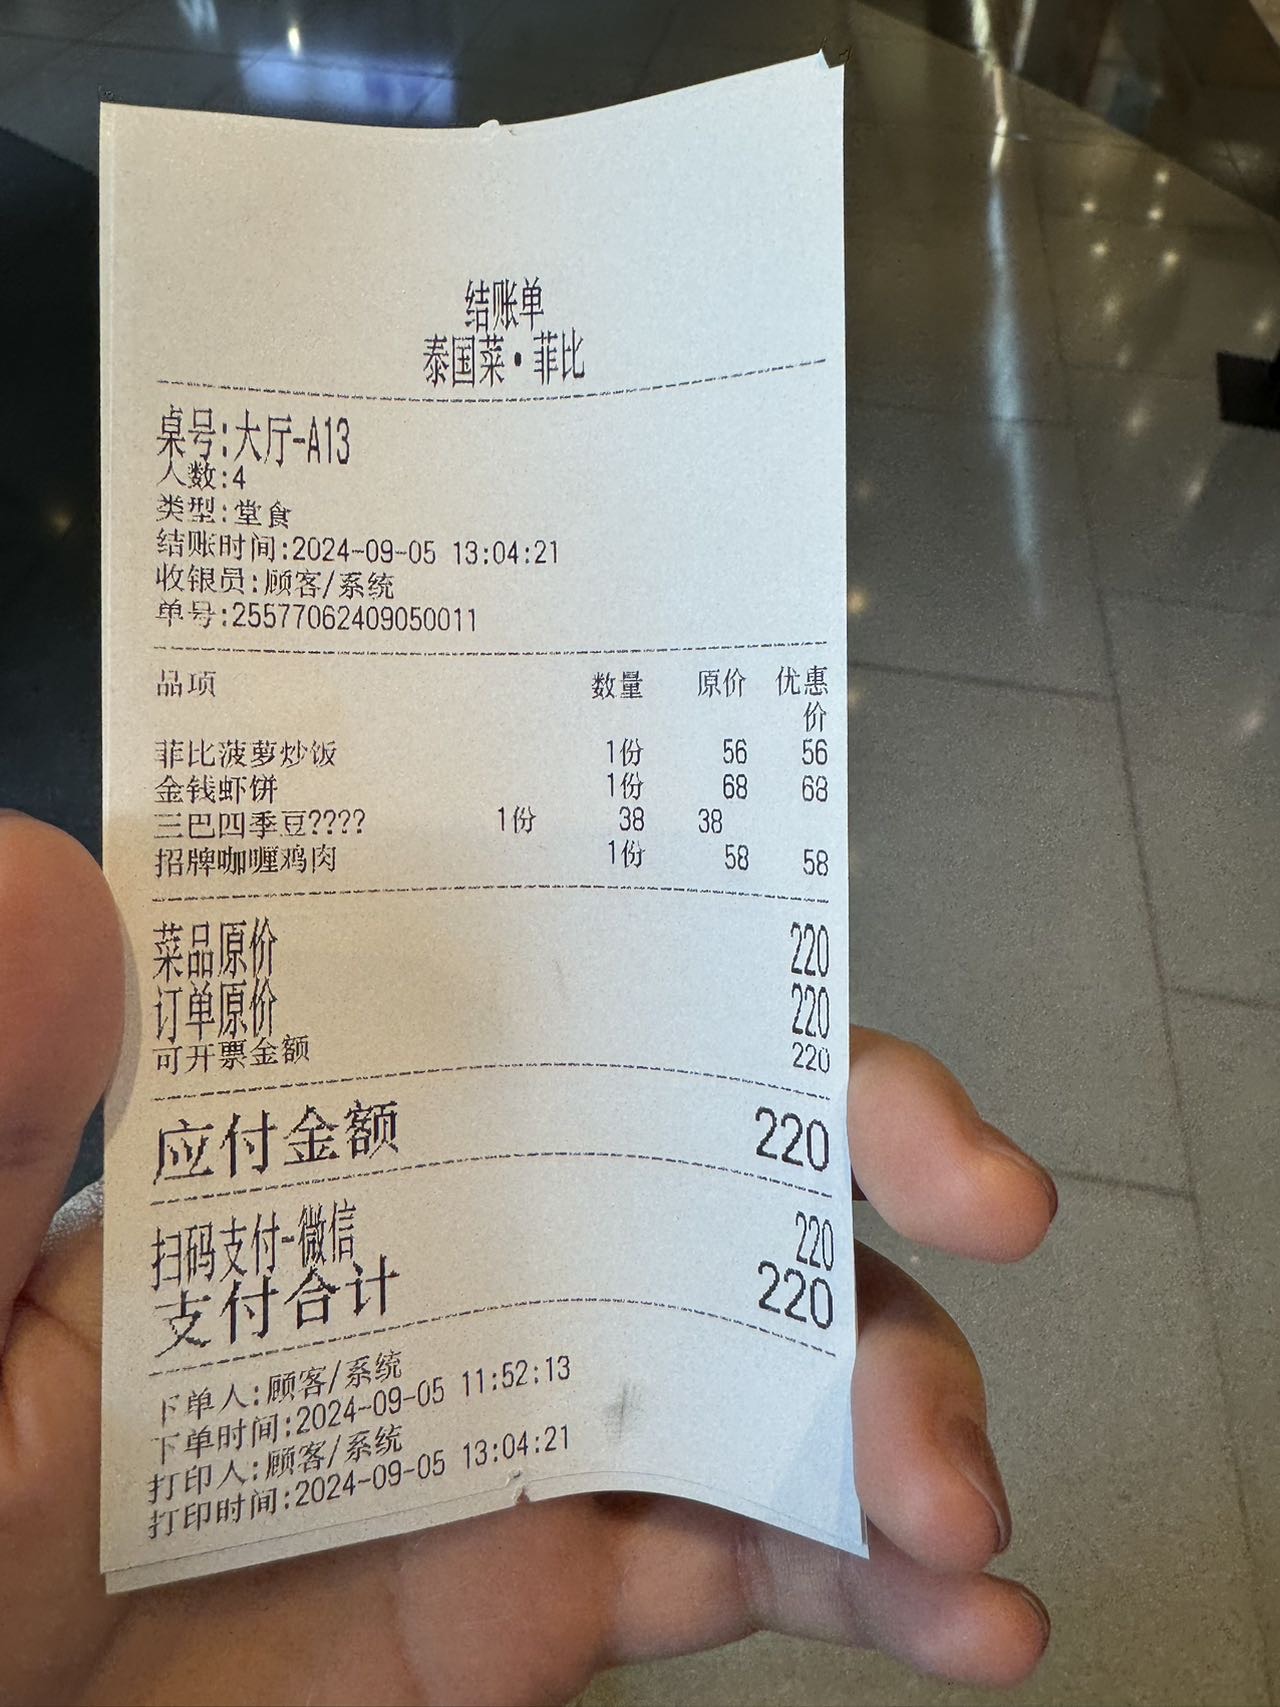 结账单
泰国菜·菲比
桌号:大厅-A13
人数:4
类型:堂食
结账时间:2024-09-05 13:04:21
收银员:顾客/系统
单号:25577062409050011
品项 数量 原价 优惠
价
菲比菠萝炒饭 1份 56 56
金钱虾饼 1份 68 68
三巴四季豆???? 1份 38 38
招牌咖喱鸡肉 1份 58 58
菜品原价 220
订单原价 220
可开票金额 220
应付金额 220
扫码支付-微信 220
支付合计 220
下单人:顾客/系统
下单时间:2024-09-05 11:52:13
打印人:顾客/系统
打印时间:2024-09-05 13:04:21